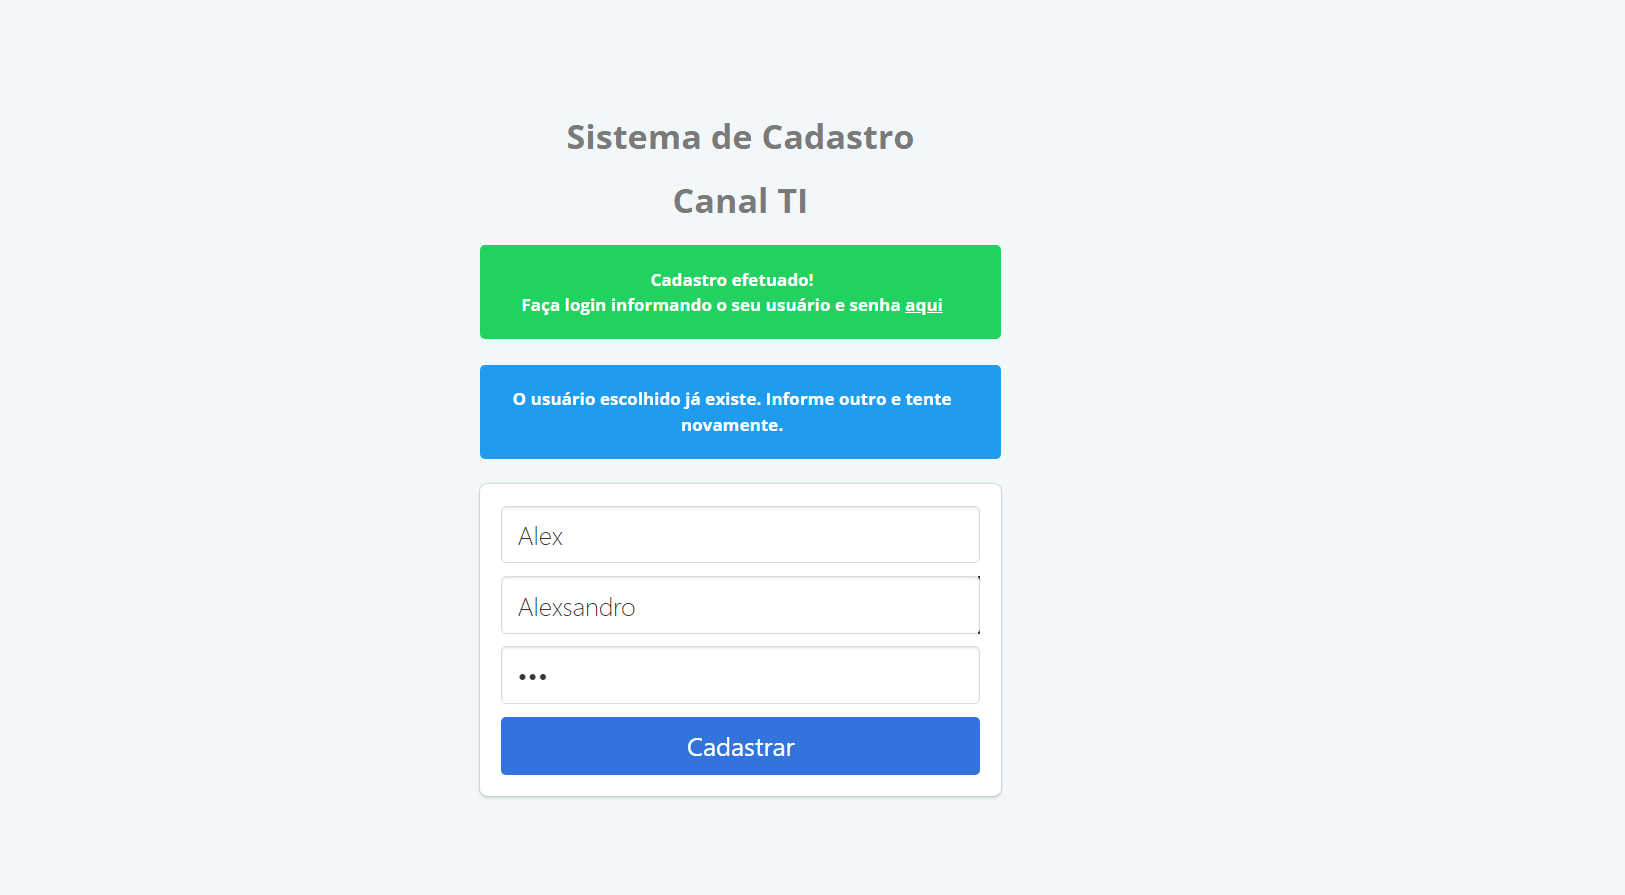 Sistema de Cadastro
Canal TI
Cadastro efetuado!
Faça login informando o seu usuário e senha aqui
O usuário escolhido já existe. Informe outro e tente
novamente.
Alex
Alexsandro
•••
Cadastrar